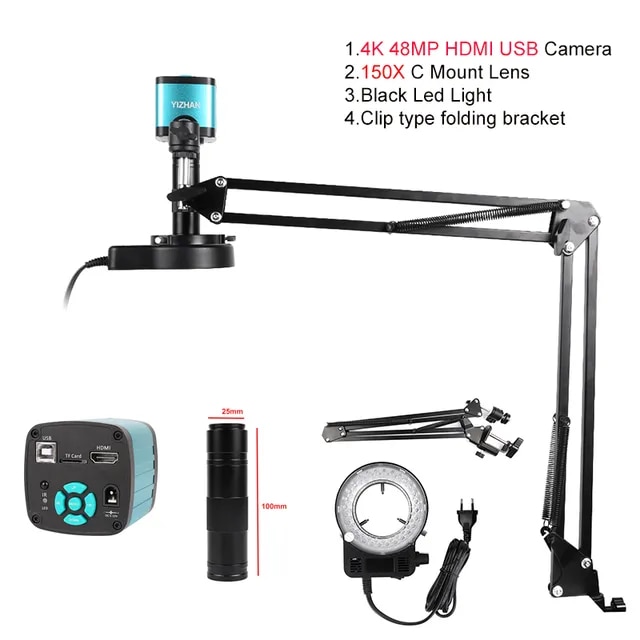 1.4K 48MP HDMI USB Camera
2.150X C Mount Lens
3.Black Led Light
4.Clip type folding bracket
YIZHAN
25mm
100mm
USB
TF Card
HDMI
IR